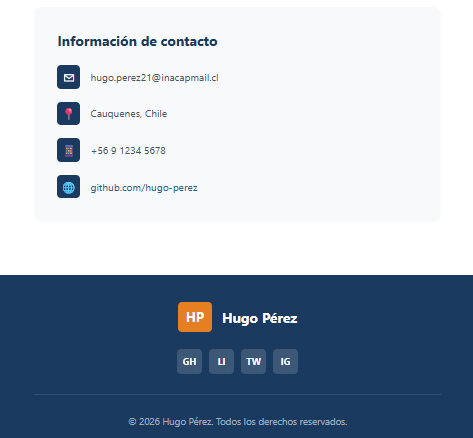 Información de contacto
hugo.perez21@inacapmail.cl
Cauquenes, Chile
+56 9 1234 5678
github.com/hugo-perez
HP Hugo Pérez
GH LI TW IG
© 2026 Hugo Pérez. Todos los derechos reservados.